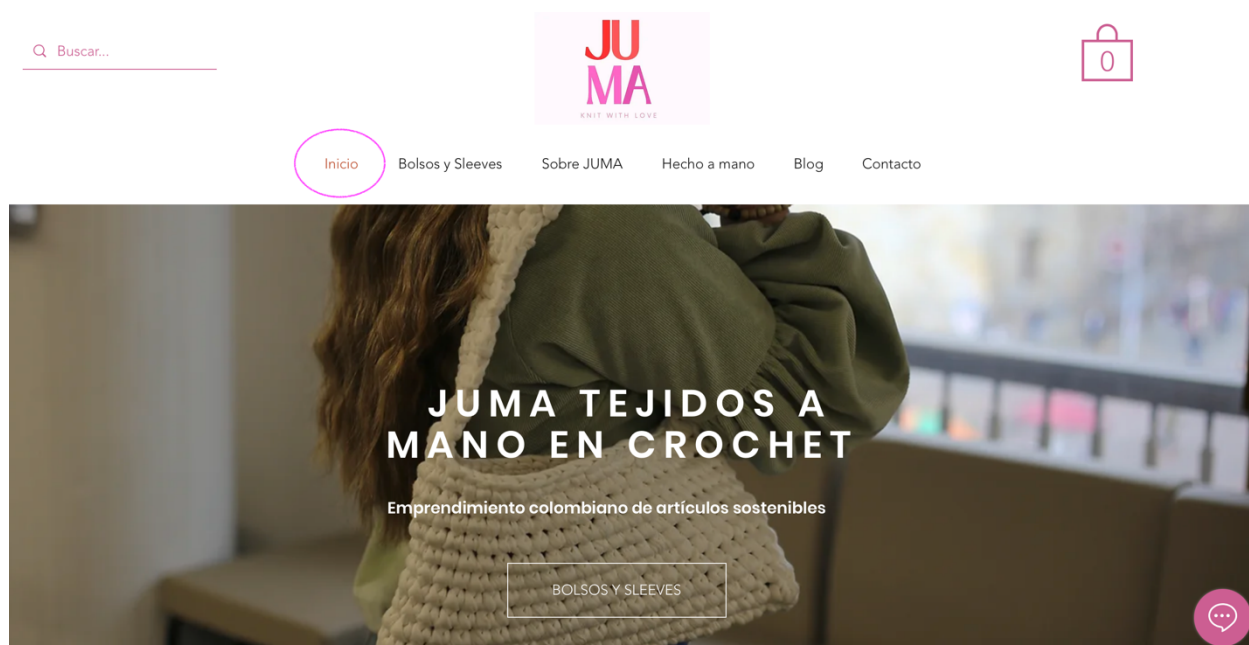 Buscar...
JU
MA
KNIT WITH LOVE
0
Inicio Bolsos y Sleeves Sobre JUMA Hecho a mano Blog Contacto
JUMA TEJIDOS A
MANO EN CROCHET
Emprendimiento colombiano de artículos sostenibles
BOLSOS Y SLEEVES